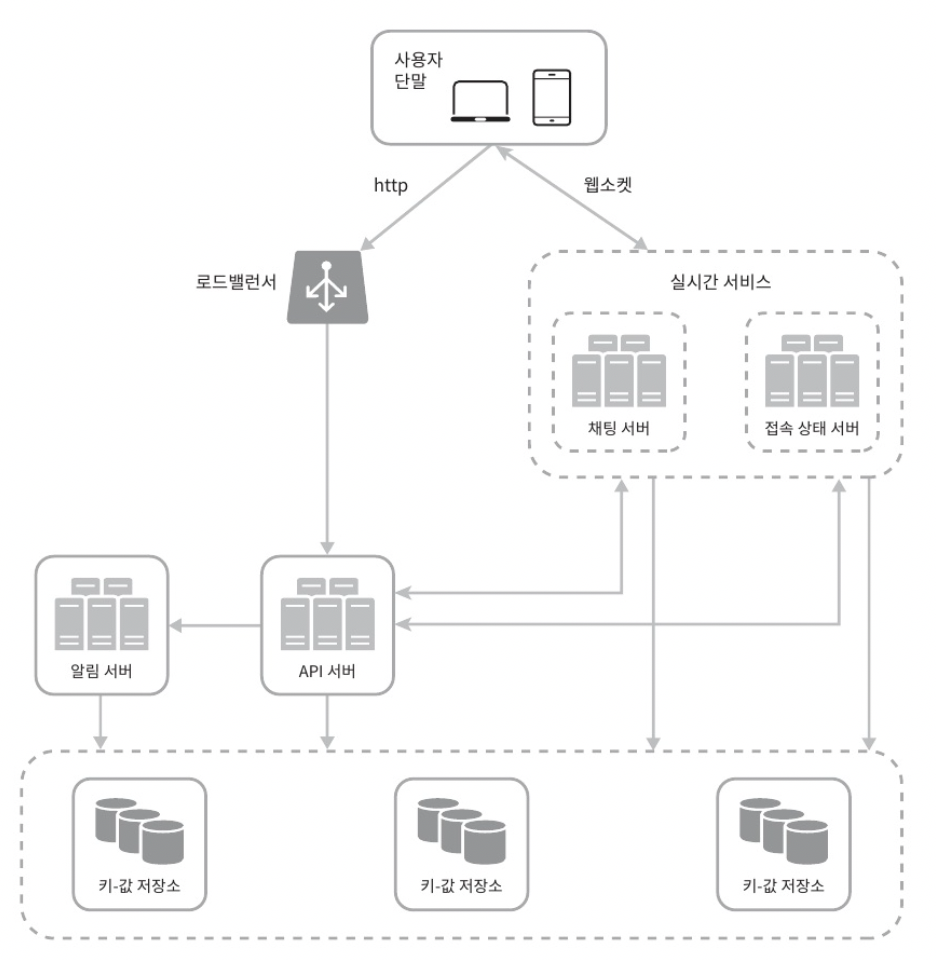 사용자
단말
http
웹소켓
로드밸런서
실시간 서비스
채팅 서버
접속 상태 서버
알림 서버
API 서버
키-값 저장소
키-값 저장소
키-값 저장소